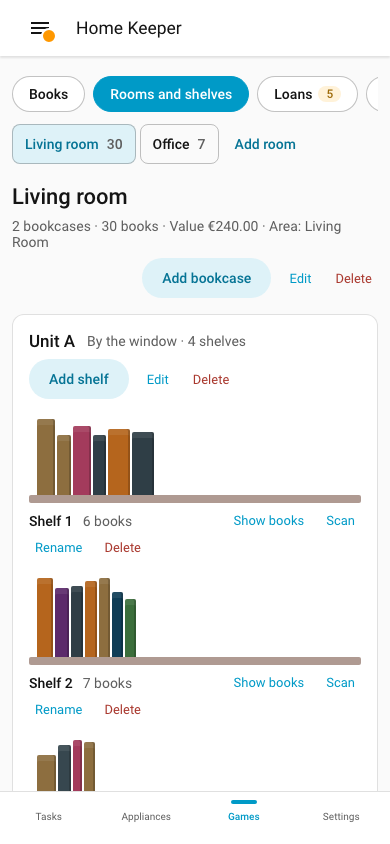 Home Keeper
Books Rooms and shelves Loans 5
Living room 30 Office 7 Add room
Living room
2 bookcases · 30 books · Value €240.00 · Area: Living
Room
Add bookcase Edit Delete
Unit A By the window · 4 shelves
Add shelf Edit Delete
Shelf 1 6 books Show books Scan
Rename Delete
Shelf 2 7 books Show books Scan
Rename Delete
Tasks Appliances Games Settings